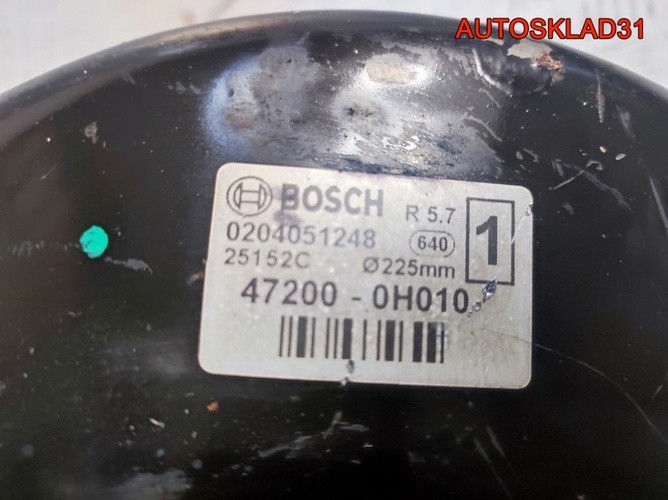 AUTOSKLAD31
BOSCH R 5.7 1
0204051248 640
25152C Ø225mm
47200 - 0H010